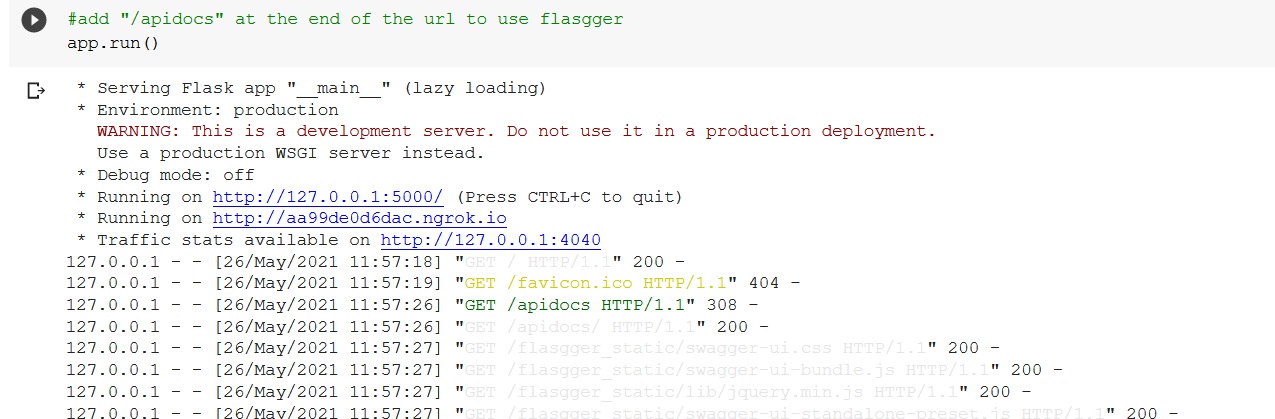 #add "/apidocs" at the end of the url to use flasgger
app.run()
* Serving Flask app "__main__" (lazy loading)
* Environment: production
WARNING: This is a development server. Do not use it in a production deployment.
Use a production WSGI server instead.
* Debug mode: off
* Running on http://127.0.0.1:5000/ (Press CTRL+C to quit)
* Running on http://aa99de0d6dac.ngrok.io
* Traffic stats available on http://127.0.0.1:4040
127.0.0.1 - - [26/May/2021 11:57:18] "GET / HTTP/1.1" 200 -
127.0.0.1 - - [26/May/2021 11:57:19] "GET /favicon.ico HTTP/1.1" 404 -
127.0.0.1 - - [26/May/2021 11:57:26] "GET /apidocs HTTP/1.1" 308 -
127.0.0.1 - - [26/May/2021 11:57:26] "GET /apidocs/ HTTP/1.1" 200 -
127.0.0.1 - - [26/May/2021 11:57:27] "GET /flasgger_static/swagger-ui.css HTTP/1.1" 200 -
127.0.0.1 - - [26/May/2021 11:57:27] "GET /flasgger_static/swagger-ui-bundle.js HTTP/1.1" 200 -
127.0.0.1 - - [26/May/2021 11:57:27] "GET /flasgger_static/lib/jquery.min.js HTTP/1.1" 200 -
127.0.0.1 - - [26/May/2021 11:57:27] "GET /flasgger_static/swagger-ui-standalone-preset.js HTTP/1.1" 200 -